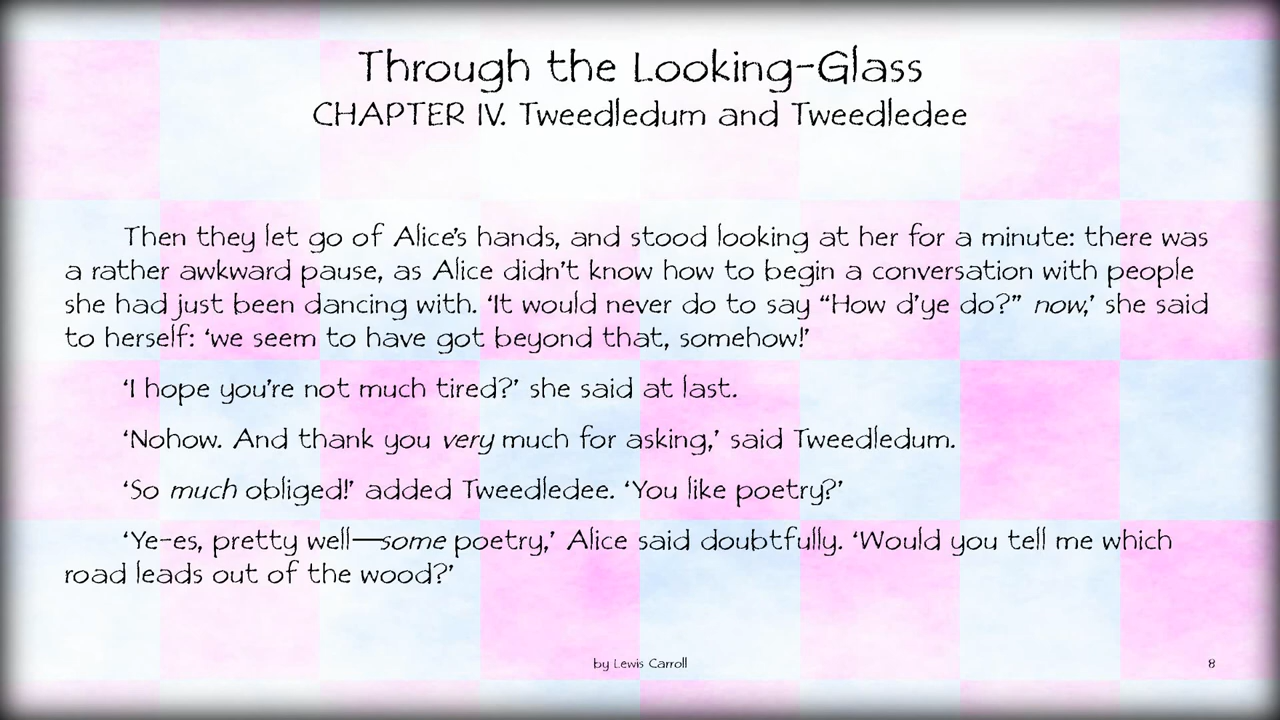 Through the Looking-Glass
CHAPTER IV. Tweedledum and Tweedledee
Then they let go of Alice’s hands, and stood looking at her for a minute: there was
a rather awkward pause, as Alice didn’t know how to begin a conversation with people
she had just been dancing with. ‘It would never do to say “How d’ye do?” now,’ she said
to herself: ‘we seem to have got beyond that, somehow!’
‘I hope you’re not much tired?’ she said at last.
‘Nohow. And thank you very much for asking,’ said Tweedledum.
‘So much obliged!’ added Tweedledee. ‘You like poetry?’
‘Ye-es, pretty well—some poetry,’ Alice said doubtfully. ‘Would you tell me which
road leads out of the wood?’
by Lewis Carroll
8